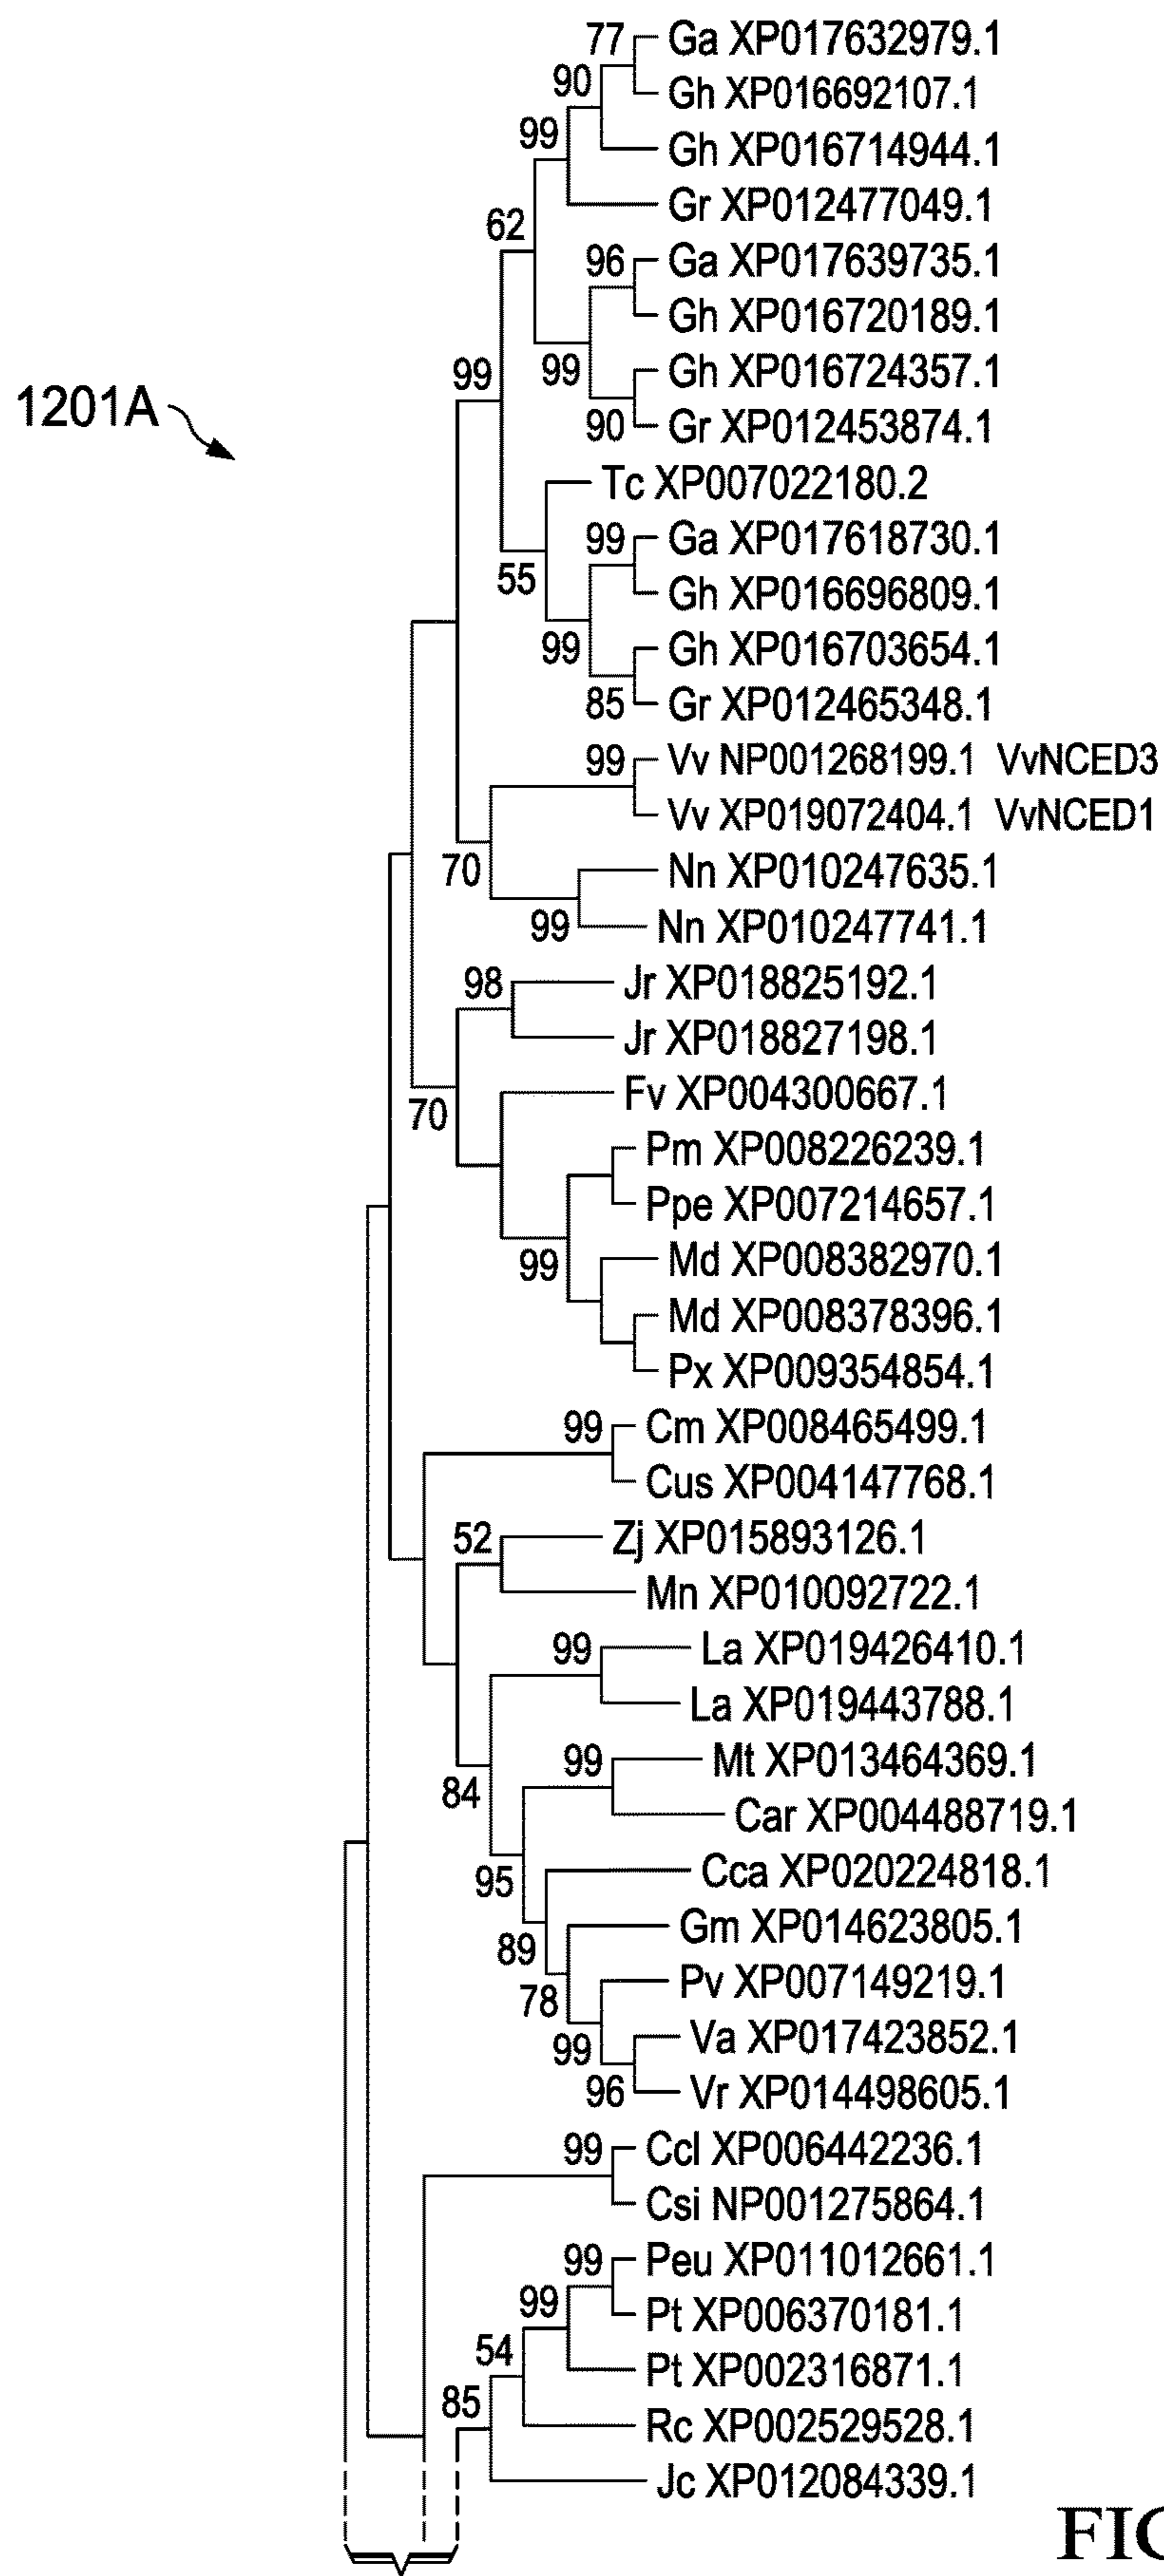 77
Ga XP017632979.1
90
Gh XP016692107.1
99
Gh XP016714944.1
62
Gr XP012477049.1
96
Ga XP017639735.1
Gh XP016720189.1
1201A
99
99
Gh XP016724357.1
90
Gr XP012453874.1
Tc XP007022180.2
99
Ga XP017618730.1
55
Gh XP016696809.1
99
Gh XP016703654.1
85
Gr XP012465348.1
99
Vv NP001268199.1 VvNCED3
Vv XP019072404.1 VvNCED1
70
Nn XP010247635.1
99
Nn XP010247741.1
98
Jr XP018825192.1
Jr XP018827198.1
70
Fv XP004300667.1
Pm XP008226239.1
Ppe XP007214657.1
99
Md XP008382970.1
Md XP008378396.1
Px XP009354854.1
99
Cm XP008465499.1
Cus XP004147768.1
52
Zj XP015893126.1
Mn XP010092722.1
99
La XP019426410.1
La XP019443788.1
99
Mt XP013464369.1
84
Car XP004488719.1
95
Cca XP020224818.1
89
Gm XP014623805.1
78
Pv XP007149219.1
99
Va XP017423852.1
96
Vr XP014498605.1
99
Ccl XP006442236.1
Csi NP001275864.1
99
Peu XP011012661.1
99
Pt XP006370181.1
54
Pt XP002316871.1
85
Rc XP002529528.1
Jc XP012084339.1